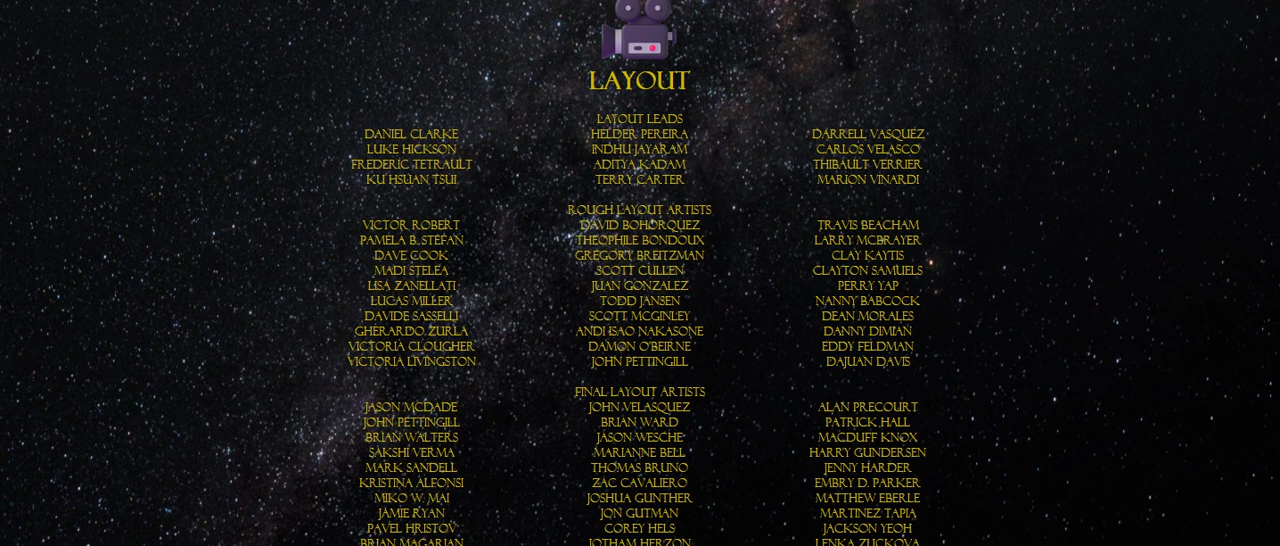 LAYOUT
LAYOUT LEADS
DANIEL CLARKE HELDER PEREIRA DARRELL VASQUEZ
LUKE HICKSON INDHU JAYARAM CARLOS VELASCO
FREDERIC TETRAULT ADITYA KADAM THIBAULT VERRIER
KU HSUAN TSUI TERRY CARTER MARION VINARDI
ROUGH LAYOUT ARTISTS
VICTOR ROBERT DAVID BOHORQUEZ TRAVIS BEACHAM
PAMELA B. STEFAN THEOPHILE BONDOUX LARRY MCBRAYER
DAVE COOK GREGORY BREITZMAN CLAY KAYTIS
MADI STELEA SCOTT CULLEN CLAYTON SAMUELS
LISA ZANELLATI JUAN GONZALEZ PERRY YAP
LUCAS MILLER TODD JANSEN NANNY BABCOCK
DAVIDE SASSELLI SCOTT MCGINLEY DEAN MORALES
GHERARDO ZURLA ANDI ISAO NAKASONE DANNY DIMIAN
VICTORIA CLOUGHER DAMON O'BEIRNE EDDY FELDMAN
VICTORIA LIVINGSTON JOHN PETTINGILL DAJUAN DAVIS
FINAL LAYOUT ARTISTS
JASON MCDADE JOHN VELASQUEZ ALAN PRECOURT
JOHN PETTINGILL BRIAN WARD PATRICK HALL
BRIAN WALTERS JASON WESCHE MACDUFF KNOX
SAKSHI VERMA MARIANNE BELL HARRY GUNDERSEN
MARK SANDELL THOMAS BRUNO JENNY HARDER
KRISTINA ALFONSI ZAC CAVALIERO EMBRY D. PARKER
MIKO W. MAI JOSHUA GUNTHER MATTHEW EBERLE
JAMIE RYAN JON GUTMAN MARTINEZ TAPIA
PAVEL HRISTOV COREY HELS JACKSON YEOH
BRIAN MAGARIAN JOTHAM HERZON LENKA ZUCKOVA